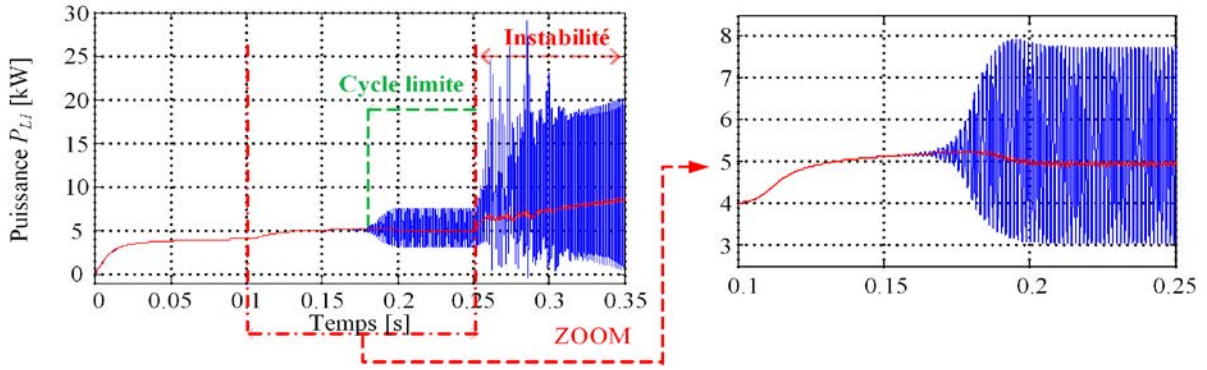 Puissance P_Li [kW]
30
25
20
15
10
5
0
Instabilité
Cycle limite
0 0.05 0.1 0.15 0.2 0.25 0.3 0.35
Temps [s]
ZOOM
8
7
6
5
4
3
0.1 0.15 0.2 0.25